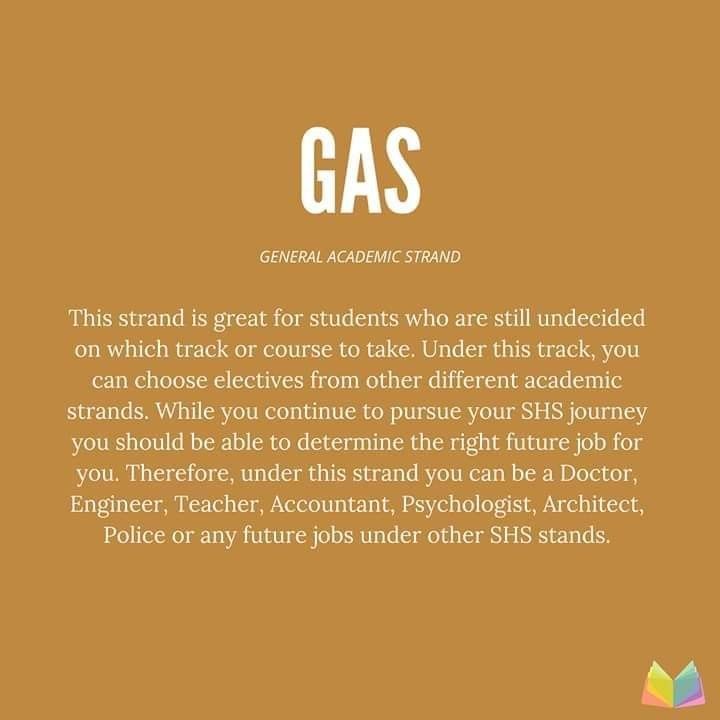 GAS
GENERAL ACADEMIC STRAND
This strand is great for students who are still undecided
on which track or course to take. Under this track, you
can choose electives from other different academic
strands. While you continue to pursue your SHS journey
you should be able to determine the right future job for
you. Therefore, under this strand you can be a Doctor,
Engineer, Teacher, Accountant, Psychologist, Architect,
Police or any future jobs under other SHS stands.